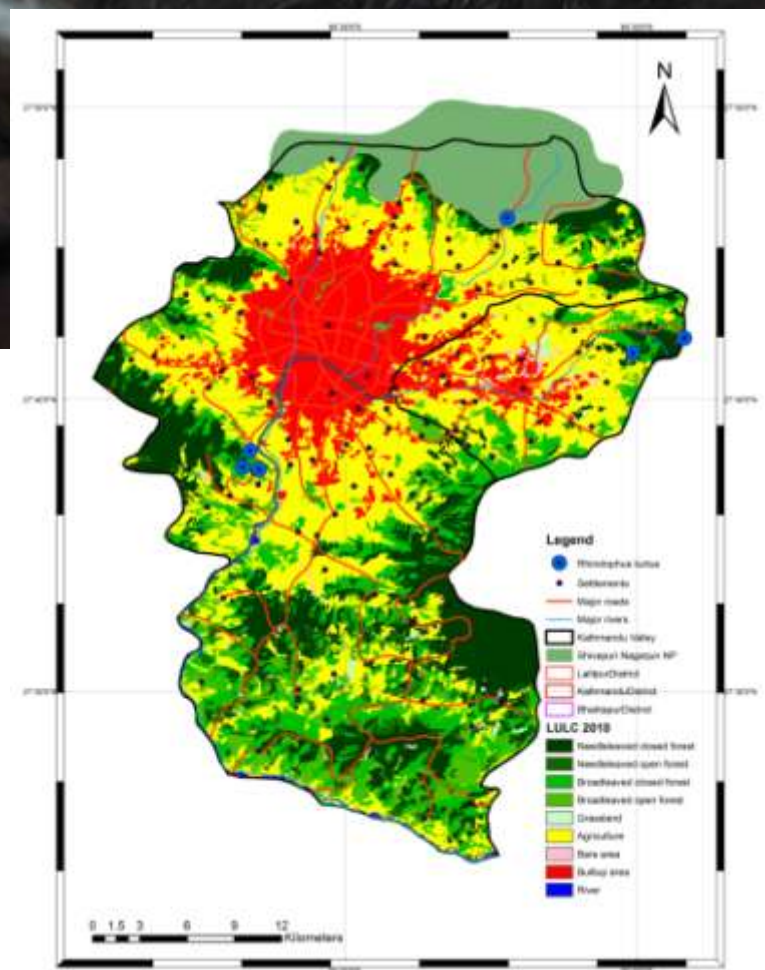 N
Legend
Rhinolophus luctus
Settlements
Major roads
Major rivers
Kathmandu Valley
Shivapuri Nagarjun NP
LalitpurDistrict
KathmanduDistrict
BhaktapurDistrict
LULC 2010
Needleleaved closed forest
Needleleaved open forest
Broadleaved closed forest
Broadleaved open forest
Grassland
Agriculture
Bare area
Builtup area
River
0 1.5 3 6 9 12
Kilometers